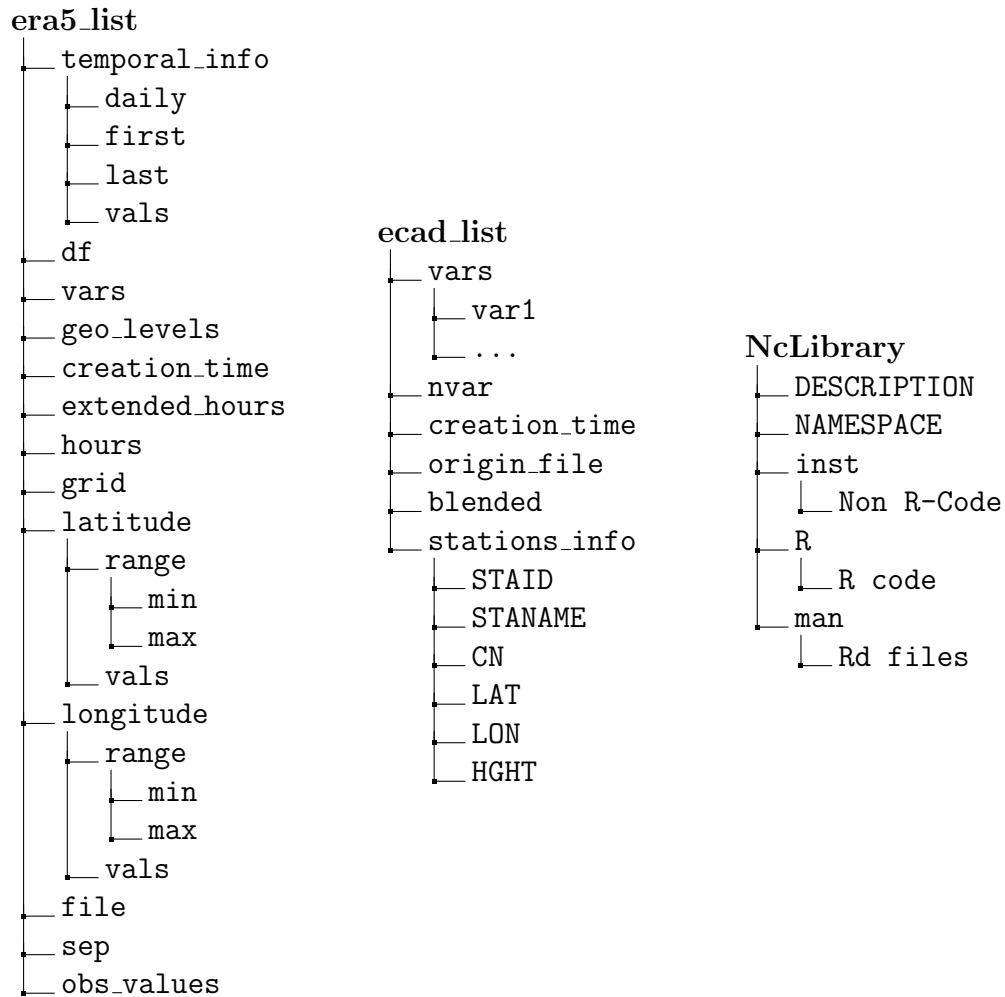 era5_list
temporal_info
daily
first
last
vals
df
vars
geo_levels
creation_time
extended_hours
hours
grid
latitude
range
min
max
vals
longitude
range
min
max
vals
file
sep
obs_values
ecad_list
vars
var1
...
nvar
creation_time
origin_file
blended
stations_info
STAID
STANAME
CN
LAT
LON
HGHT
NcLibrary
DESCRIPTION
NAMESPACE
inst
Non R-Code
R
R code
man
Rd files